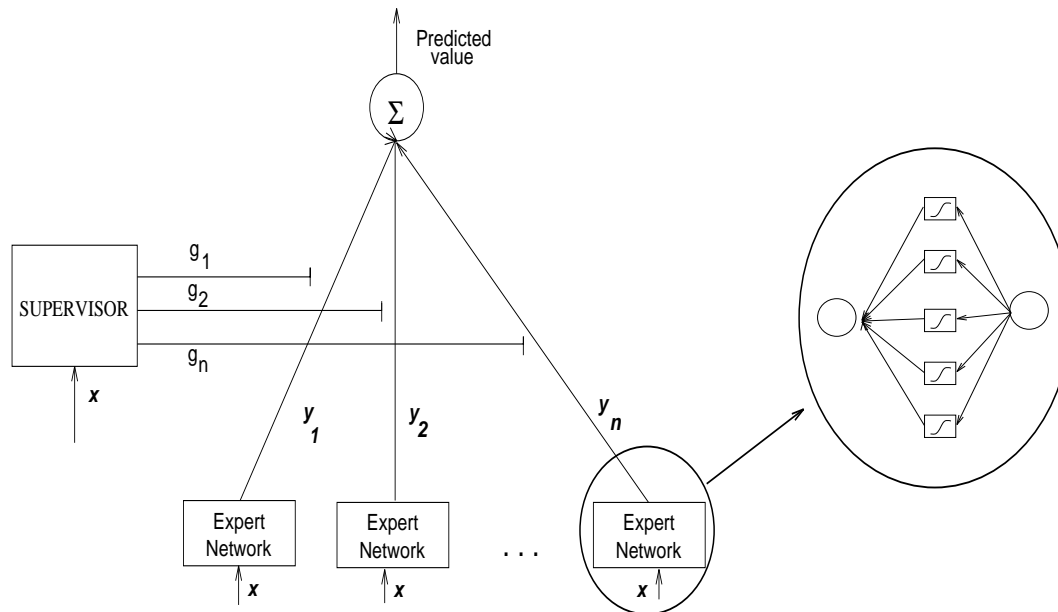 Predicted
value
Σ
g1
g2
gn
SUPERVISOR
x
y1
y2
yn
Expert
Network
Expert
Network
. . .
Expert
Network
x
x
x